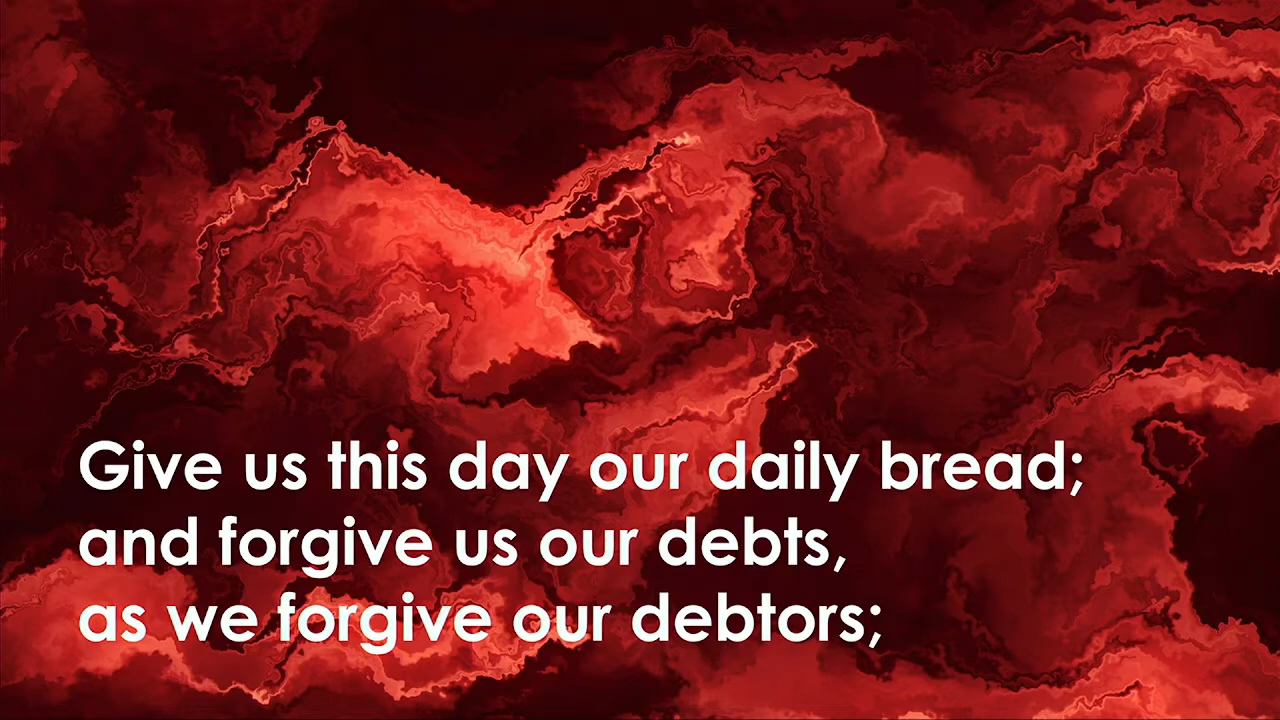 Give us this day our daily bread;
and forgive us our debts,
as we forgive our debtors;